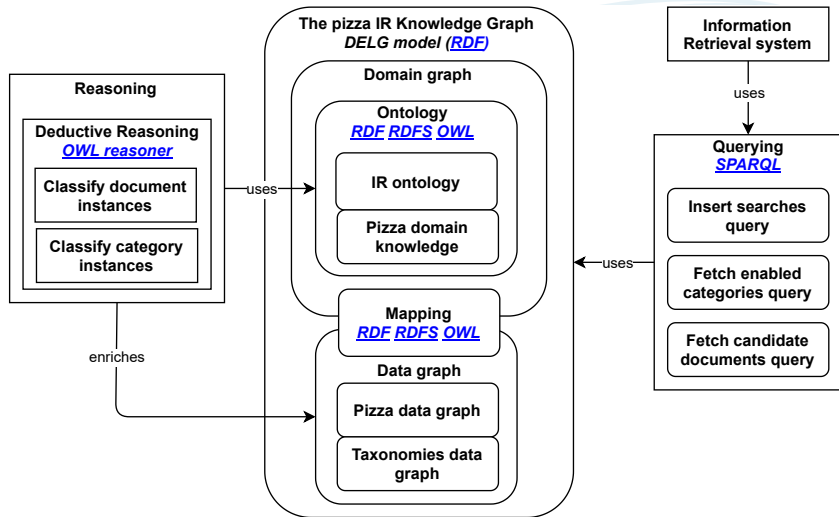 Reasoning
Deductive Reasoning
OWL reasoner
Classify document
instances
Classify category
instances
enriches
uses
The pizza IR Knowledge Graph
DELG model (RDF)
Domain graph
Ontology
RDF RDFS OWL
IR ontology
Pizza domain
knowledge
Mapping
RDF RDFS OWL
Data graph
Pizza data graph
Taxonomies data
graph
uses
Information
Retrieval system
uses
Querying
SPARQL
Insert searches
query
Fetch enabled
categories query
Fetch candidate
documents query